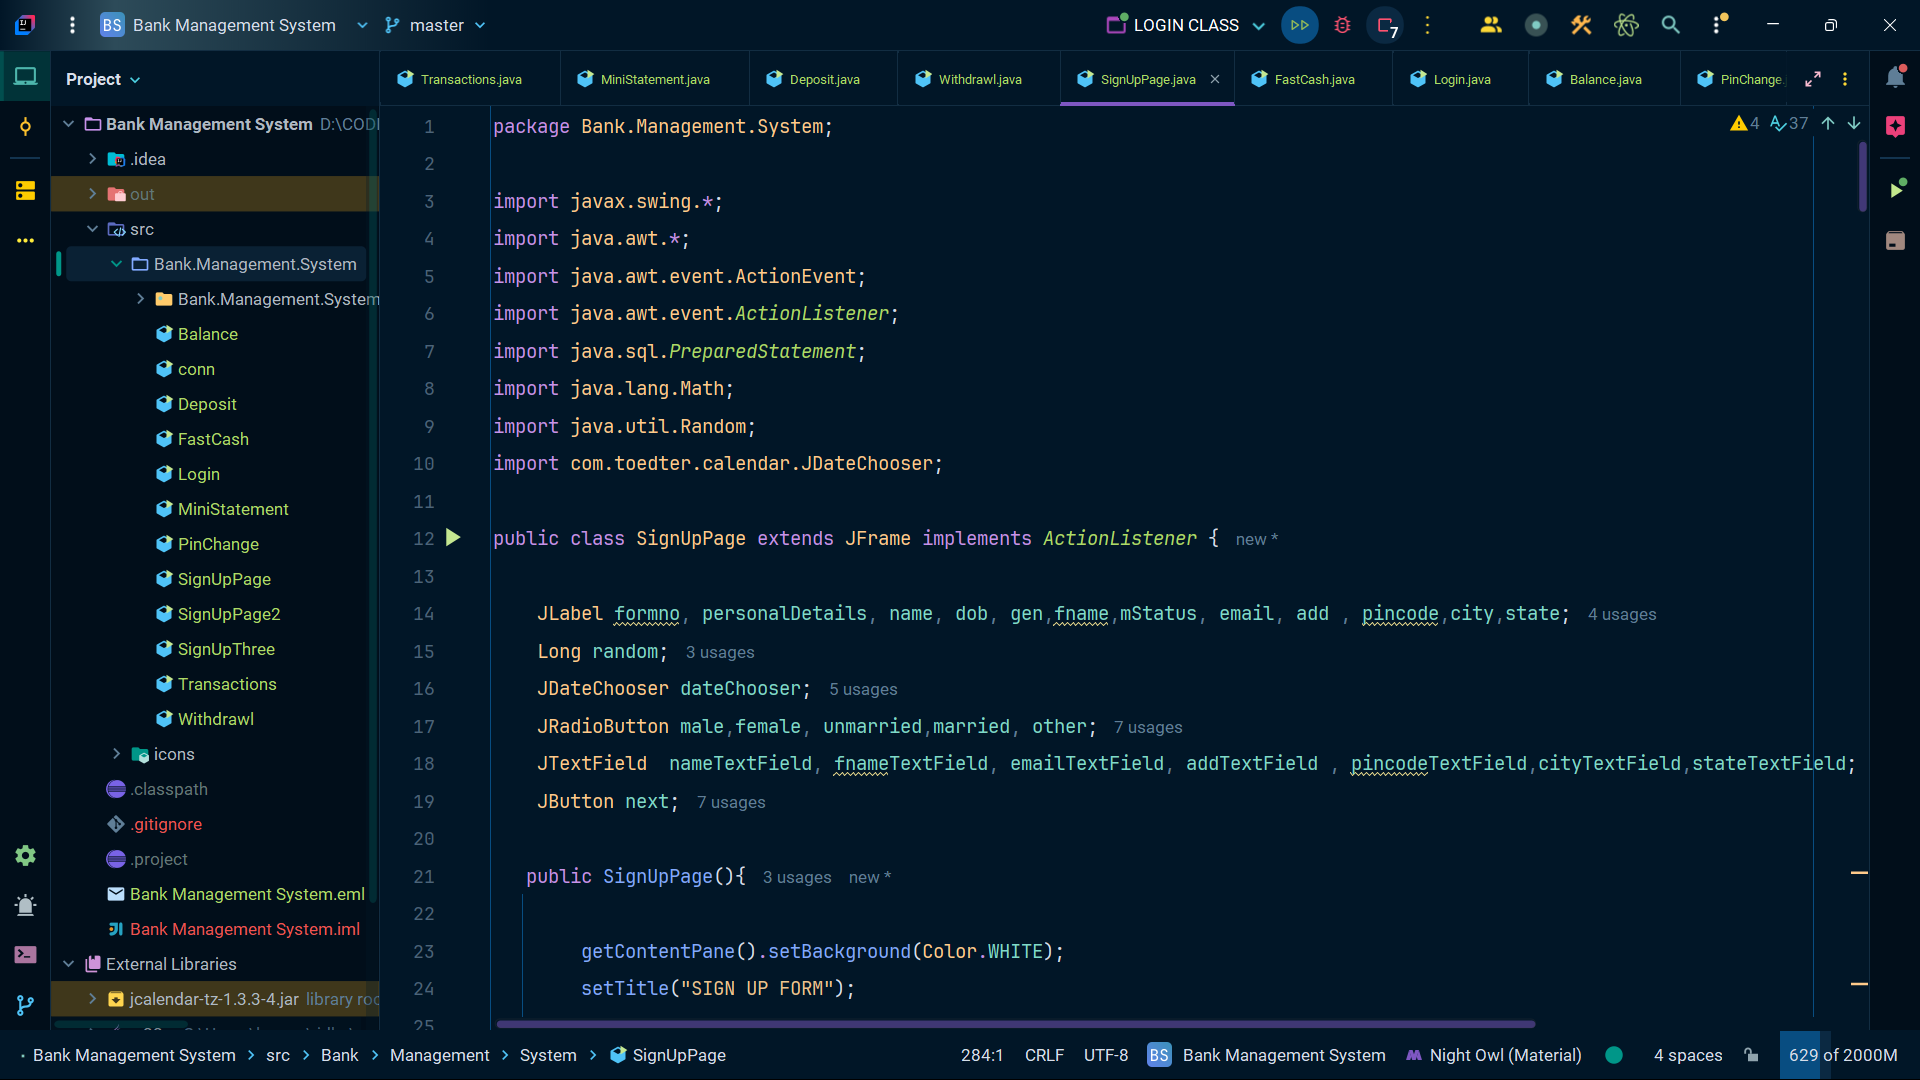 BS Bank Management System master LOGIN CLASS 7
Project
Transactions.java MiniStatement.java Deposit.java Withdrawl.java SignUpPage.java FastCash.java Login.java Balance.java PinChange.
Bank Management System D:\CODI
.idea
out
src
Bank.Management.System
Bank.Management.System
Balance
conn
Deposit
FastCash
Login
MiniStatement
PinChange
SignUpPage
SignUpPage2
SignUpThree
Transactions
Withdrawl
icons
.classpath
.gitignore
.project
Bank Management System.eml
Bank Management System.iml
External Libraries
jcalendar-tz-1.3.3-4.jar library roo
4 37
1 package Bank.Management.System;
2
3 import javax.swing.*;
4 import java.awt.*;
5 import java.awt.event.ActionEvent;
6 import java.awt.event.ActionListener;
7 import java.sql.PreparedStatement;
8 import java.lang.Math;
9 import java.util.Random;
10 import com.toedter.calendar.JDateChooser;
11
12 public class SignUpPage extends JFrame implements ActionListener { new *
13
14 JLabel formno, personalDetails, name, dob, gen,fname,mStatus, email, add , pincode,city,state; 4 usages
15 Long random; 3 usages
16 JDateChooser dateChooser; 5 usages
17 JRadioButton male,female, unmarried,married, other; 7 usages
18 JTextField  nameTextField, fnameTextField, emailTextField, addTextField , pincodeTextField,cityTextField,stateTextField;
19 JButton next; 7 usages
20
21 public SignUpPage(){ 3 usages new *
22
23 getContentPane().setBackground(Color.WHITE);
24 setTitle("SIGN UP FORM");
25
Bank Management System > src > Bank > Management > System > SignUpPage 284:1 CRLF UTF-8 BS Bank Management System Night Owl (Material) 4 spaces 629 of 2000M